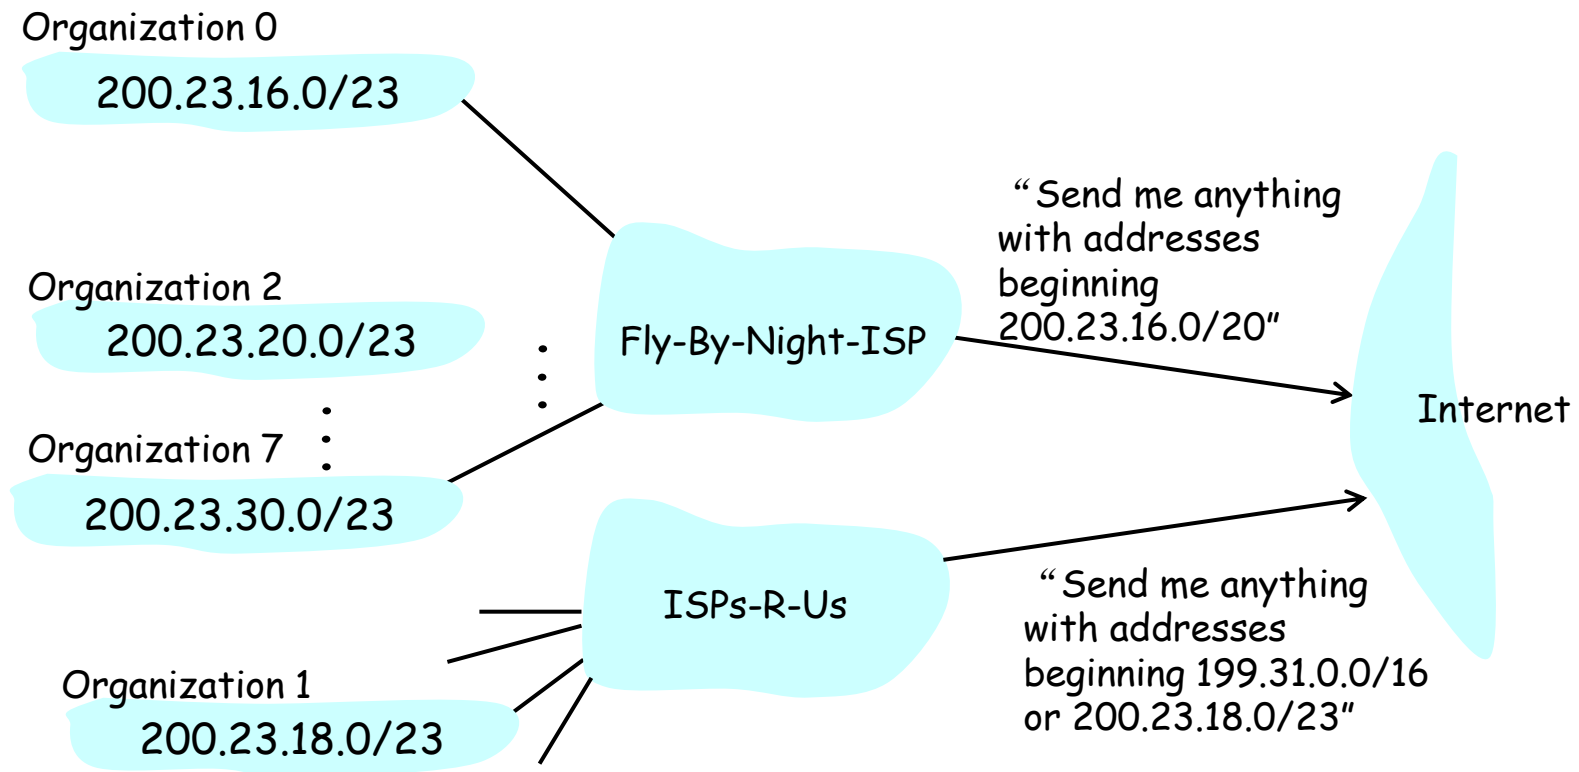 Organization 0
200.23.16.0/23
Organization 2
200.23.20.0/23
Organization 7
200.23.30.0/23
Fly-By-Night-ISP
“Send me anything
with addresses
beginning
200.23.16.0/20”
Internet
ISPs-R-Us
Organization 1
200.23.18.0/23
“Send me anything
with addresses
beginning 199.31.0.0/16
or 200.23.18.0/23”